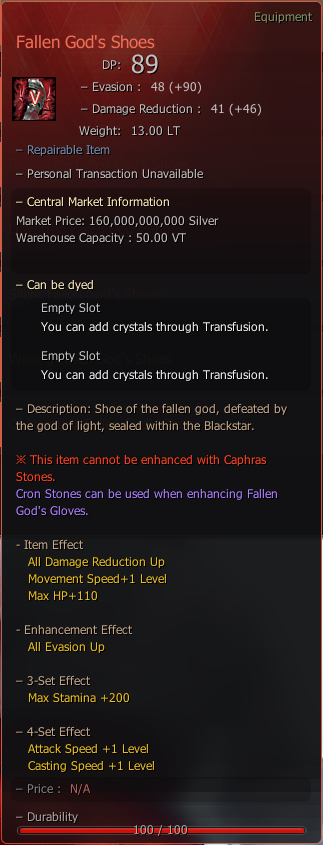 Equipment
Fallen God's Shoes
DP: 89
– Evasion : 48 (+90)
– Damage Reduction : 41 (+46)
Weight: 13.00 LT
– Repairable Item
– Personal Transaction Unavailable
– Central Market Information
Market Price: 160,000,000,000 Silver
Warehouse Capacity : 50.00 VT
– Can be dyed
Empty Slot
You can add crystals through Transfusion.
Empty Slot
You can add crystals through Transfusion.
– Description: Shoe of the fallen god, defeated by
the god of light, sealed within the Blackstar.
※ This item cannot be enhanced with Caphras
Stones.
Cron Stones can be used when enhancing Fallen
God's Gloves.
- Item Effect
All Damage Reduction Up
Movement Speed+1 Level
Max HP+110
- Enhancement Effect
All Evasion Up
– 3-Set Effect
Max Stamina +200
– 4-Set Effect
Attack Speed +1 Level
Casting Speed +1 Level
– Price : N/A
– Durability
100 / 100